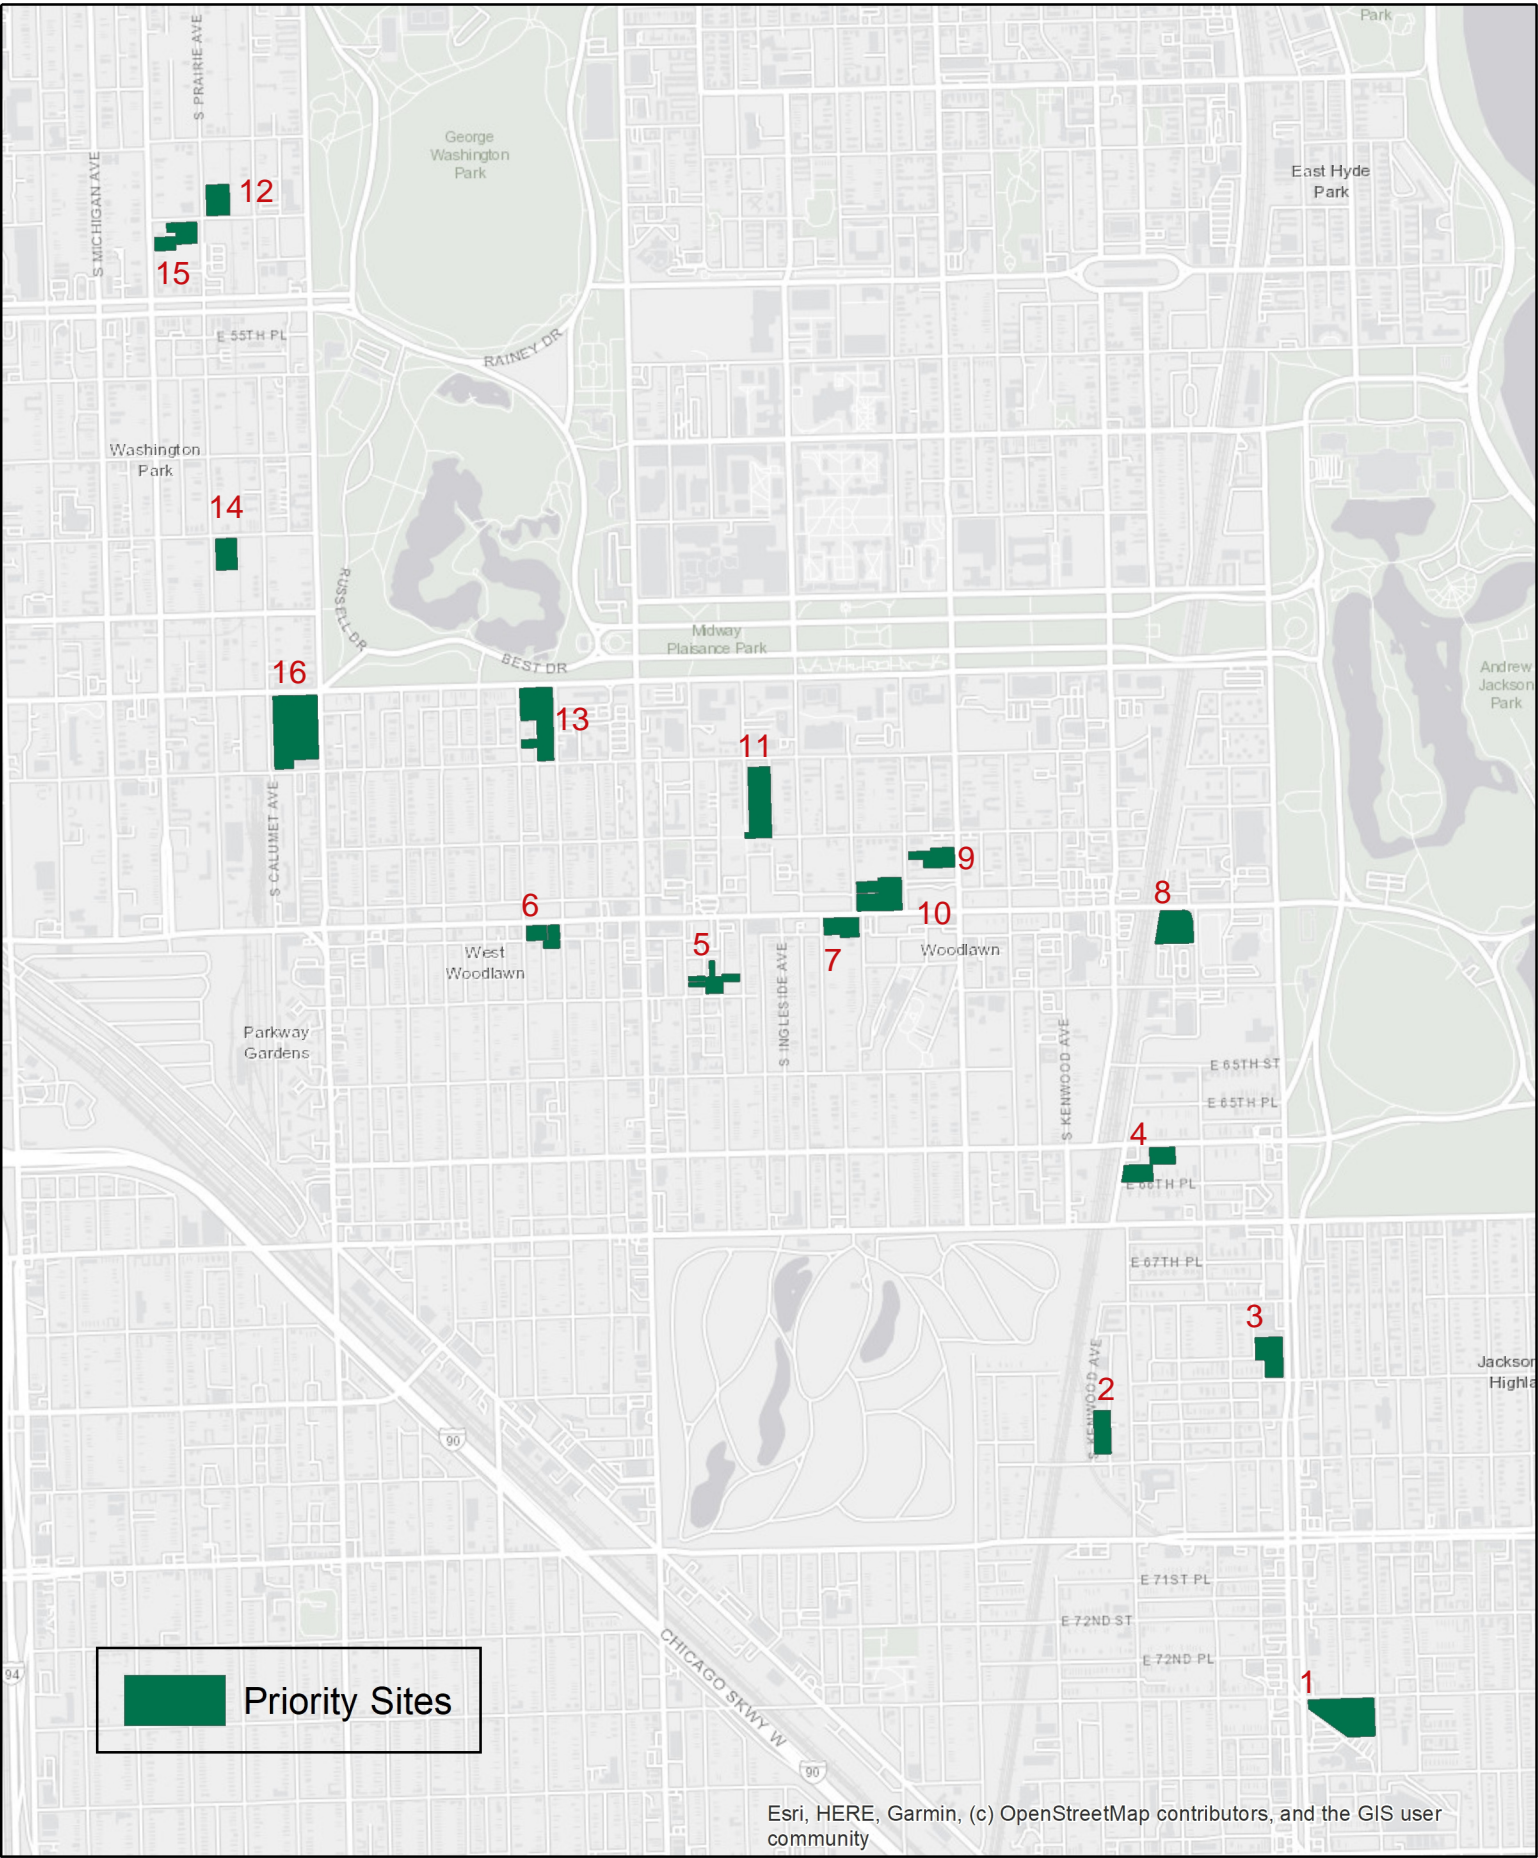 Park
S PRAIRIE AVE
George
Washington
Park
S MICHIGAN AVE
East Hyde
Park
12
15
E 55TH PL
RAINEY DR
Washington
Park
14
RUSSELL DR
Midway
Plaisance Park
BEST DR
16
Andrew
Jackson
Park
13
11
S CALUMET AVE
9
8
6
10
5
7
West
Woodlawn
Woodlawn
S INGLESIDE AVE
Parkway
Gardens
S KENWOOD AVE
E 65TH ST
E 65TH PL
4
E 66TH PL
E 67TH PL
3
S KENWOOD AVE
Jackson
Highla
2
90
E 71ST PL
E 72ND ST
CHICAGO SKWY W
E 72ND PL
94
1
Priority Sites
90
Esri, HERE, Garmin, (c) OpenStreetMap contributors, and the GIS user
community